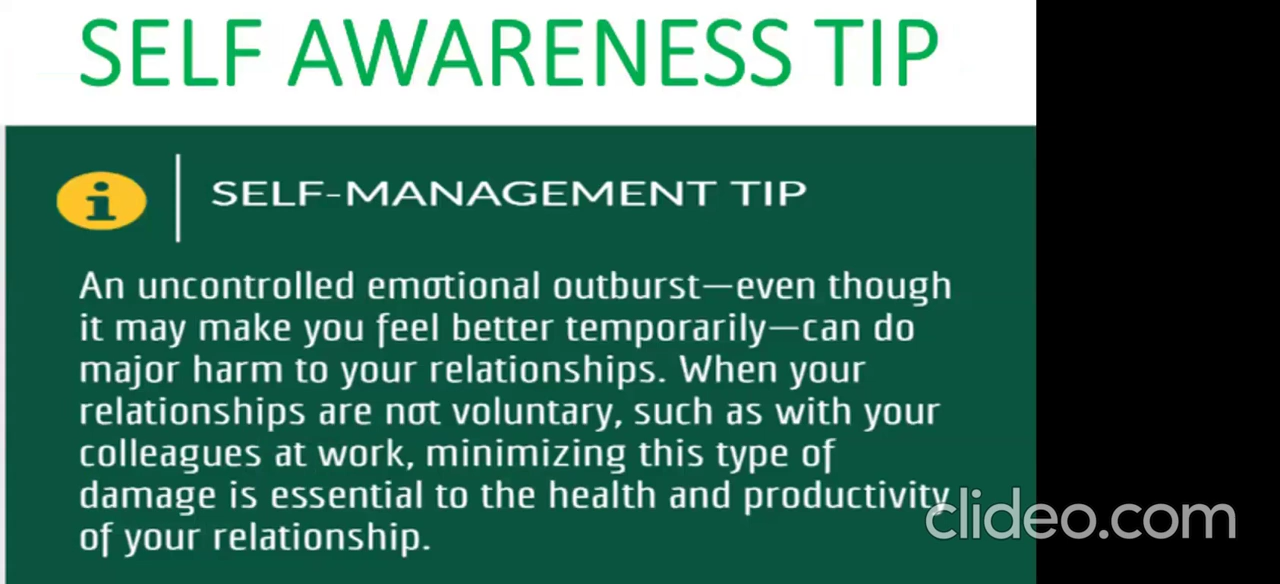 SELF AWARENESS TIP
i
SELF-MANAGEMENT TIP
An uncontrolled emotional outburst—even though
it may make you feel better temporarily—can do
major harm to your relationships. When your
relationships are not voluntary, such as with your
colleagues at work, minimizing this type of
damage is essential to the health and productivity
of your relationship.
clideo.com